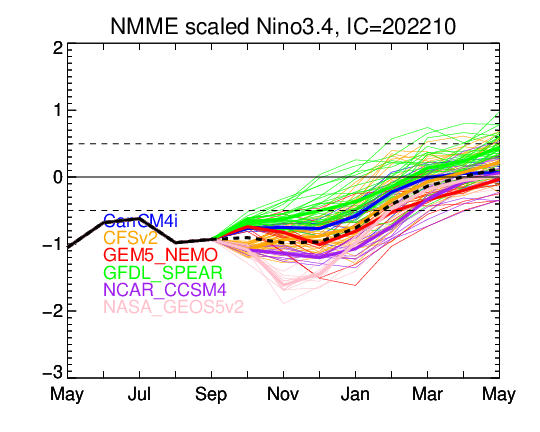 NMME scaled Nino3.4, IC=202210
2
1
0
−1
−2
−3
CanCM4i
CFSv2
GEM5_NEMO
GFDL_SPEAR
NCAR_CCSM4
NASA_GEOS5v2
May Jul Sep Nov Jan Mar May